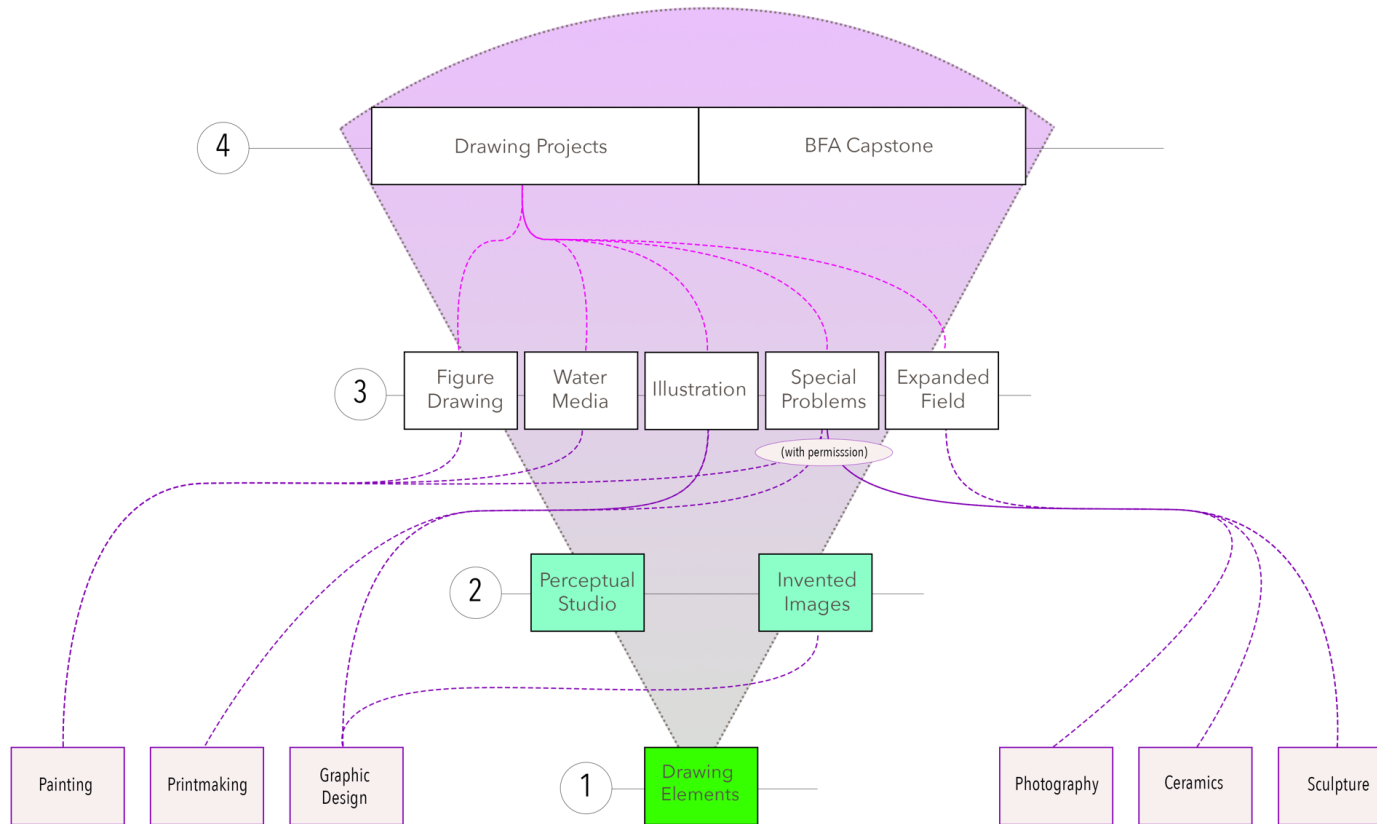 4
Drawing Projects
BFA Capstone
3
Figure
Drawing
Water
Media
Illustration
Special
Problems
Expanded
Field
(with permisssion)
2
Perceptual
Studio
Invented
Images
Painting
Printmaking
Graphic
Design
1
Drawing
Elements
Photography
Ceramics
Sculpture